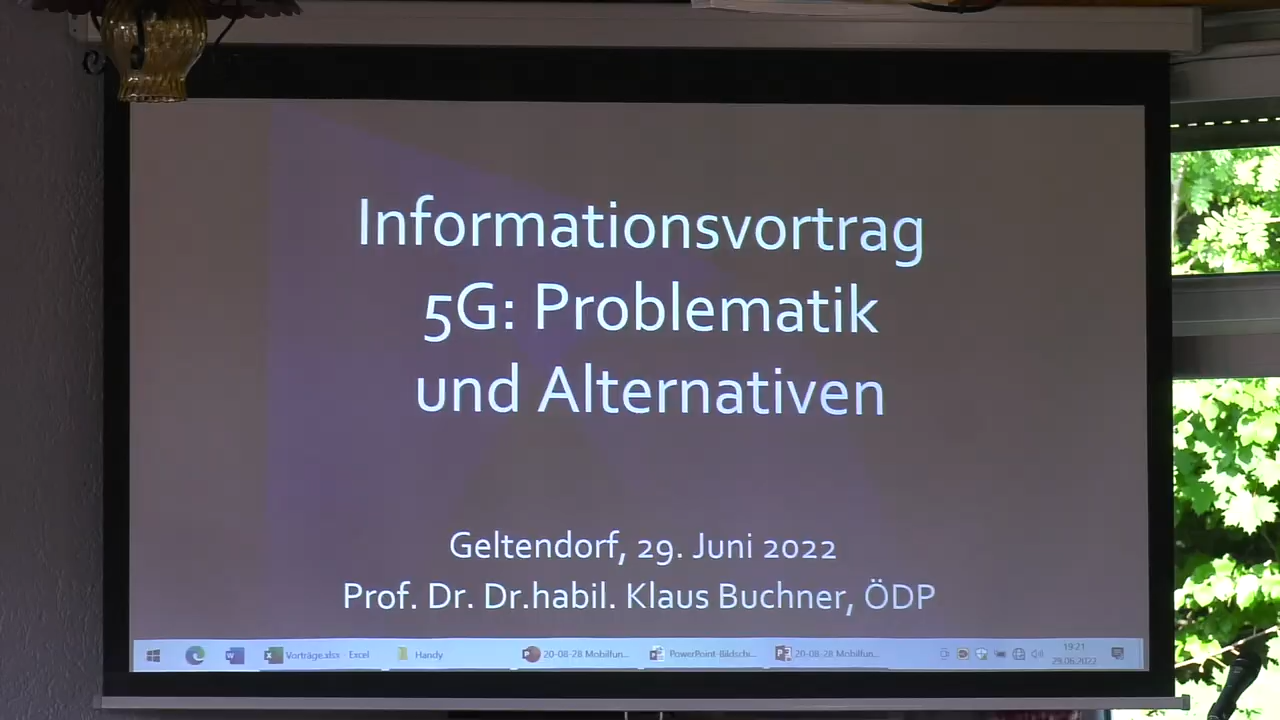 Informationsvortrag
5G: Problematik
und Alternativen
Geltendorf, 29. Juni 2022
Prof. Dr. Dr.habil. Klaus Buchner, ÖDP
Vorträge.xlsx - Excel
Handy
20-08-28 Mobilfun...
PowerPoint-Bildschi...
20-08-28 Mobilfun...
19:21
29.06.2022